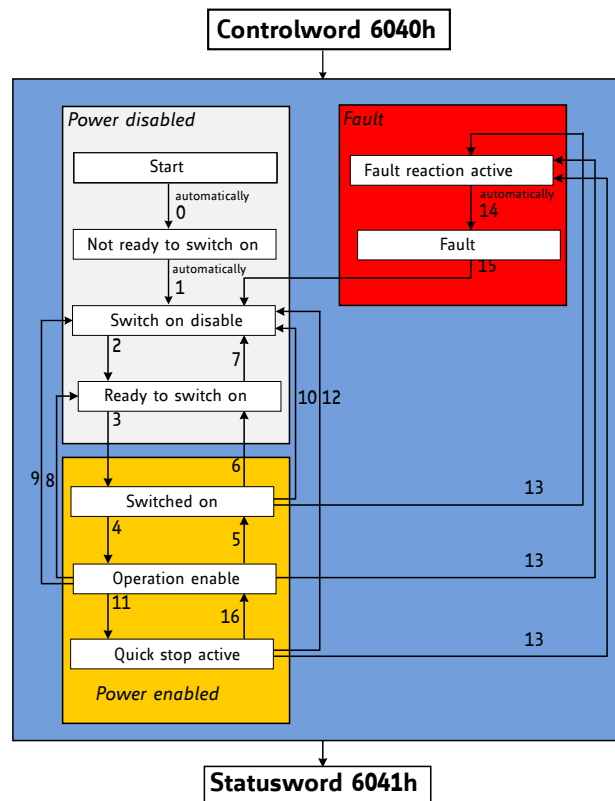 Controlword 6040h
Power disabled
Fault
Start
Fault reaction active
automatically
0
automatically
14
Not ready to switch on
Fault
automatically
1
15
Switch on disable
2
7
Ready to switch on
10
12
3
9
8
6
Switched on
13
4
5
Operation enable
13
11
16
Quick stop active
13
Power enabled
Statusword 6041h